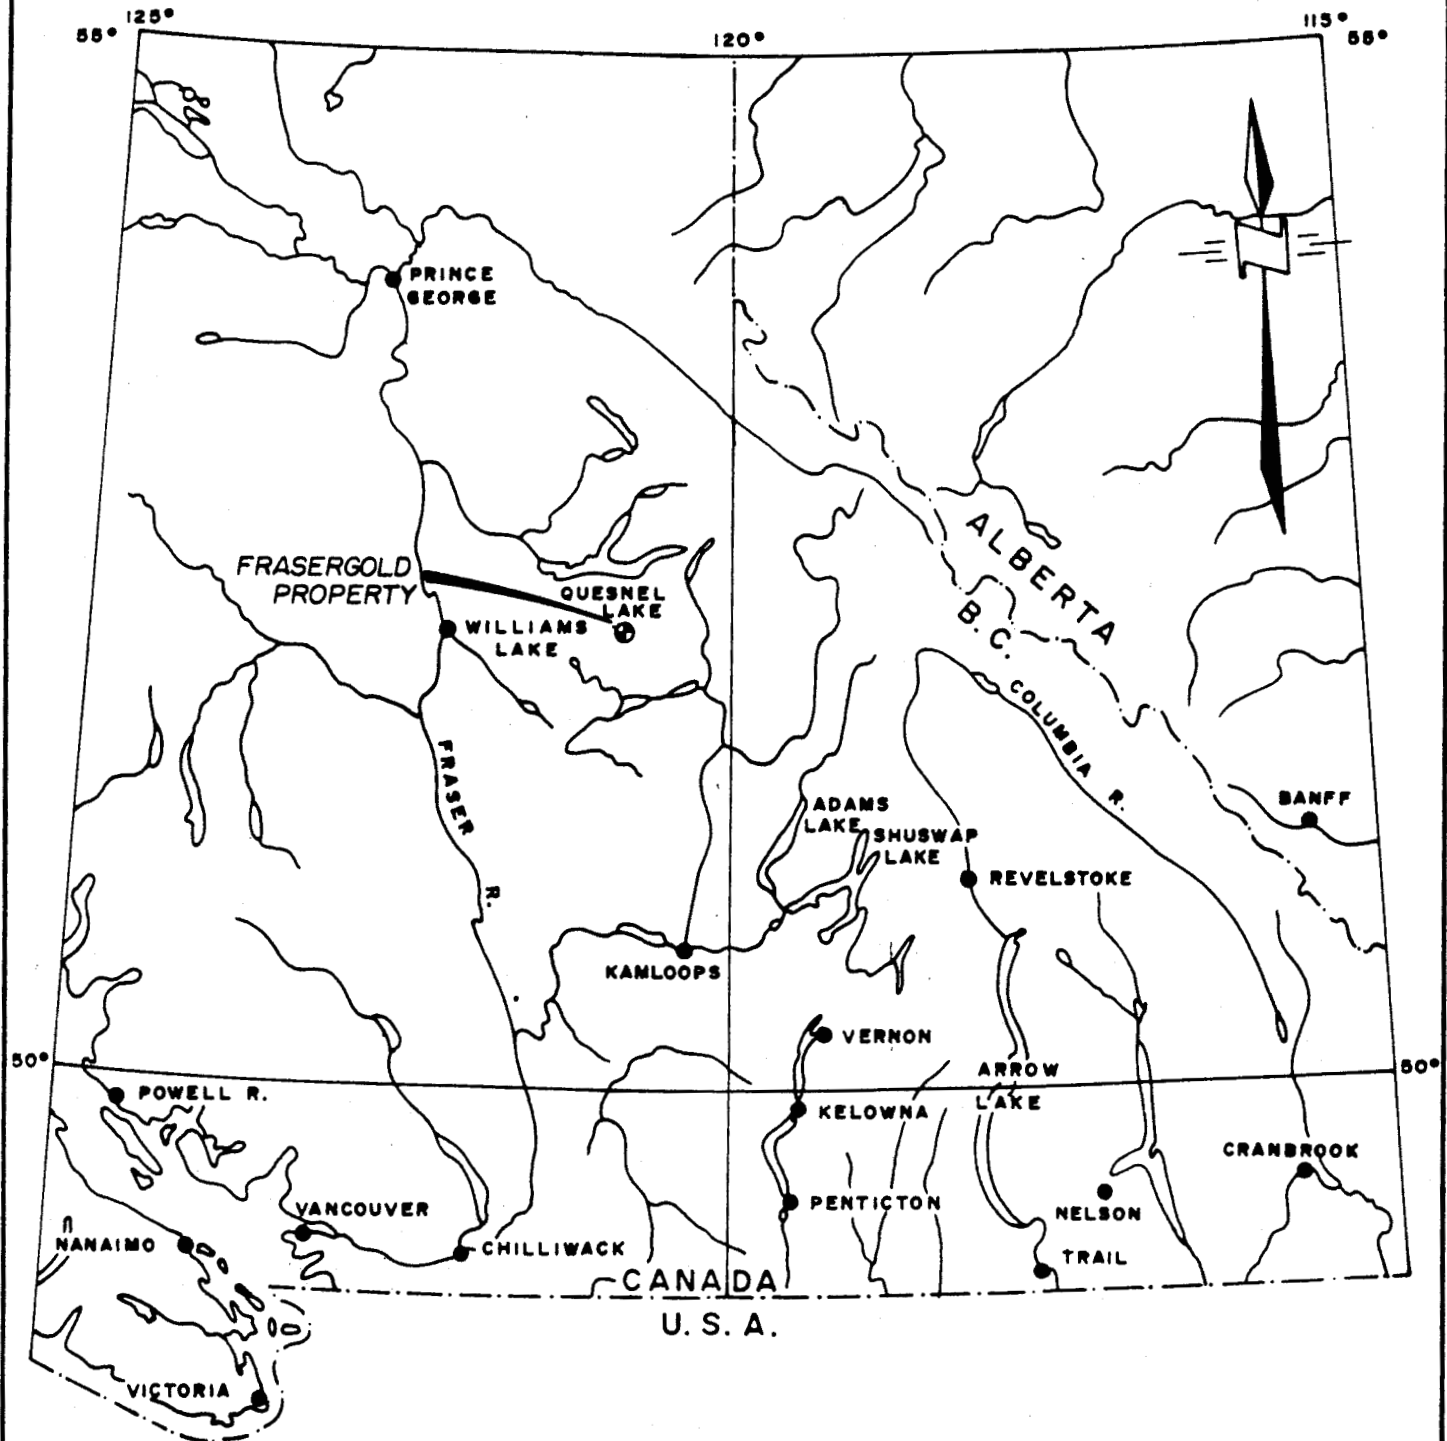 125°
55°
120°
115°
55°
PRINCE
GEORGE
FRASERGOLD
PROPERTY
QUESNEL
LAKE
WILLIAMS
LAKE
ALBERTA
B.C.
COLUMBIA R.
FRASER R.
ADAMS
LAKE
SHUSWAP
LAKE
BANFF
REVELSTOKE
KAMLOOPS
VERNON
50°
50°
ARROW
LAKE
POWELL R.
KELOWNA
CRANBROOK
VANCOUVER
PENTICTON
NELSON
NANAIMO
CHILLIWACK
TRAIL
CANADA
U.S.A.
VICTORIA